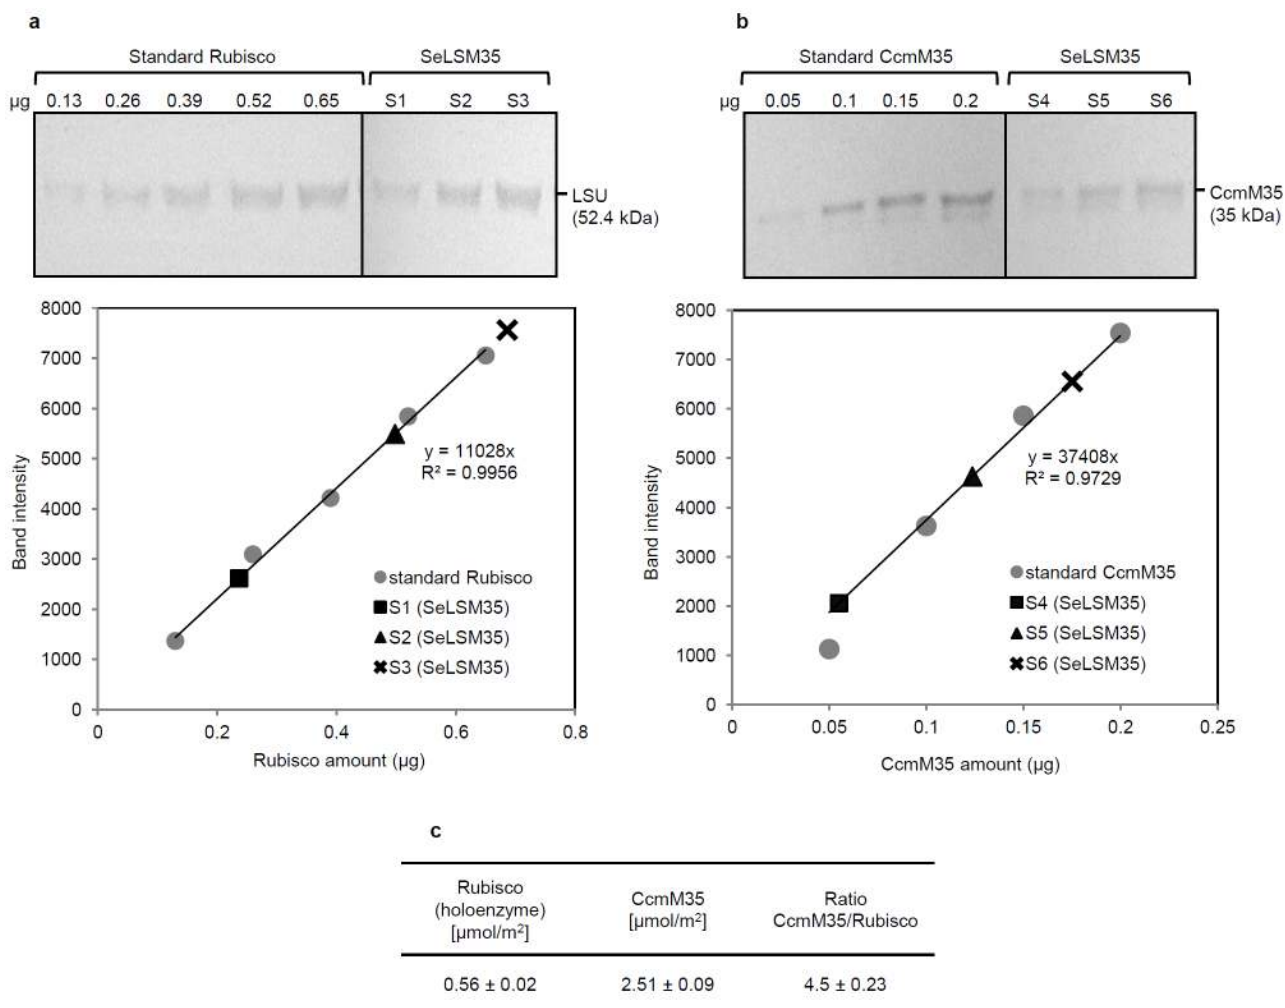 a
Standard Rubisco
SeLSM35
µg 0.13 0.26 0.39 0.52 0.65 S1 S2 S3
LSU
(52.4 kDa)
b
Standard CcmM35
SeLSM35
µg 0.05 0.1 0.15 0.2 S4 S5 S6
CcmM35
(35 kDa)
8000
7000
6000
5000
4000
3000
2000
1000
0
Band intensity
y = 11028x
R² = 0.9956
standard Rubisco
S1 (SeLSM35)
S2 (SeLSM35)
S3 (SeLSM35)
0 0.2 0.4 0.6 0.8
Rubisco amount (µg)
8000
7000
6000
5000
4000
3000
2000
1000
0
Band intensity
y = 37408x
R² = 0.9729
standard CcmM35
S4 (SeLSM35)
S5 (SeLSM35)
S6 (SeLSM35)
0 0.05 0.1 0.15 0.2 0.25
CcmM35 amount (µg)
c
Rubisco
(holoenzyme)
[µmol/m²]
CcmM35
[µmol/m²]
Ratio
CcmM35/Rubisco
0.56 ± 0.02 2.51 ± 0.09 4.5 ± 0.23